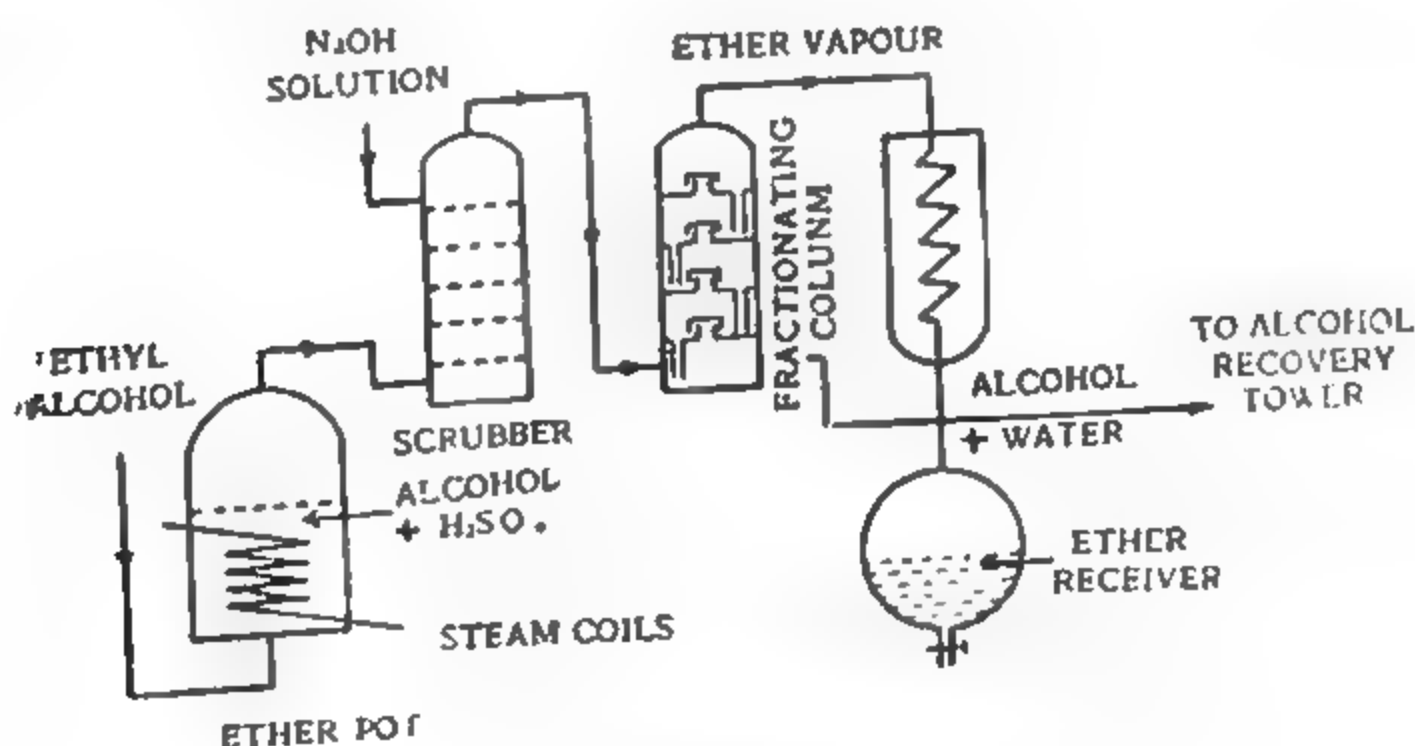 NaOH
SOLUTION
ETHER VAPOUR
FRACTIONATING
COLUNM
ETHYL
ALCOHOL
SCRUBBER
ALCOHOL
+ H₂SO₄
STEAM COILS
ETHER POT
ALCOHOL
+ WATER
TO ALCOHOL
RECOVERY
TOWER
ETHER
RECEIVER